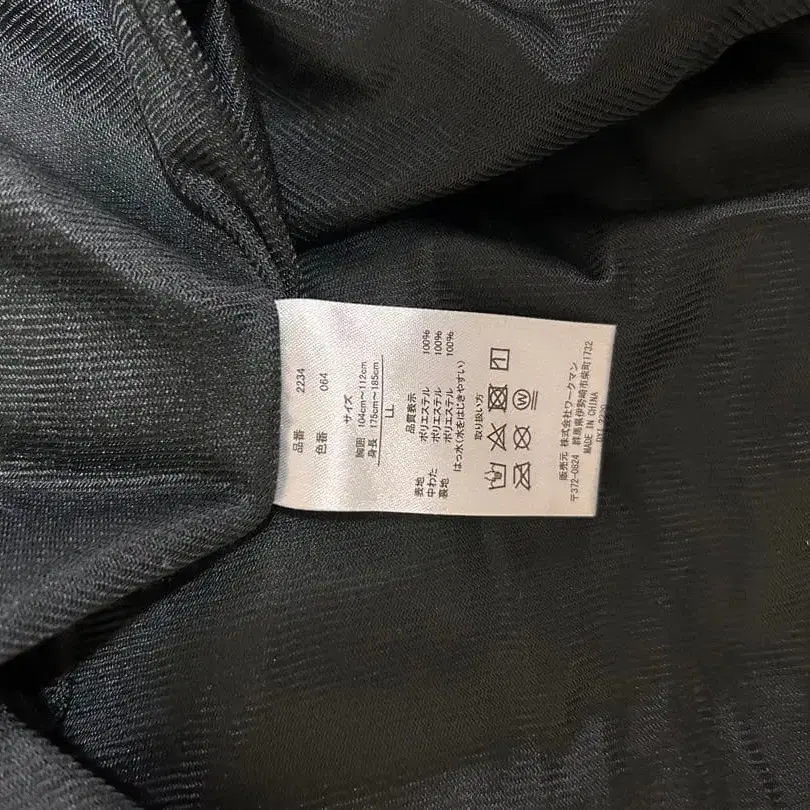 品番 2234
色番 064
サイズ
胸囲 104cm～112cm
身長 175cm～185cm
LL
品質表示
表地 ポリエステル 100%
中わた ポリエステル 100%
裏地 ポリエステル 100%
はっ水(水をはじきやすい)
取り扱い方
W
販売元 株式会社ワークマン
〒372-0824 群馬県伊勢崎市柴町1732
MADE IN CHINA